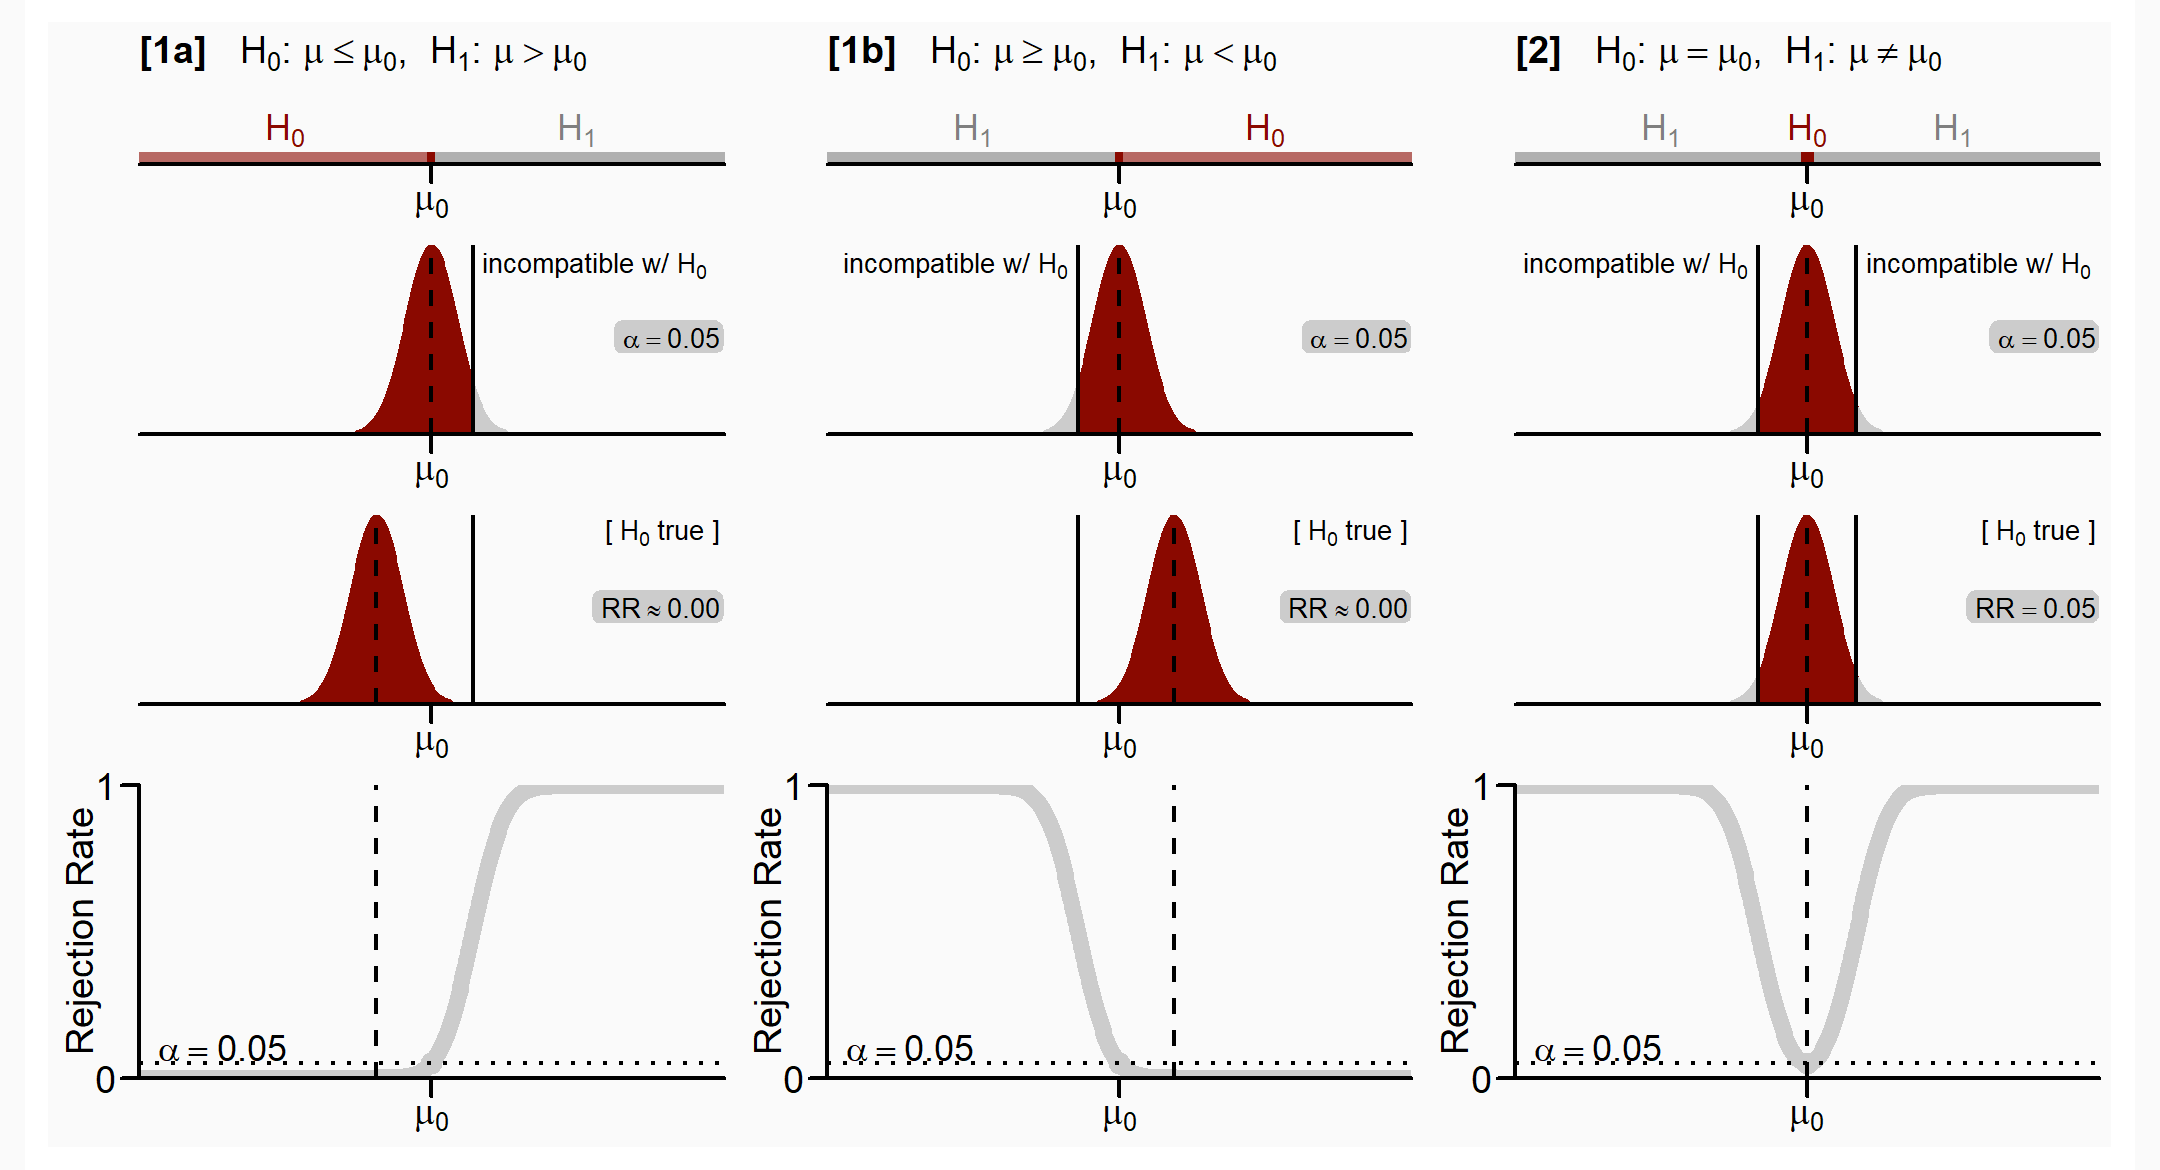 [1a] H₀: μ ≤ μ₀, H₁: μ > μ₀
H₀ H₁
μ₀
incompatible w/ H₀
α = 0.05
μ₀
[ H₀ true ]
RR ≈ 0.00
μ₀
Rejection Rate
1
α = 0.05
0
μ₀
[1b] H₀: μ ≥ μ₀, H₁: μ < μ₀
H₁ H₀
μ₀
incompatible w/ H₀
α = 0.05
μ₀
[ H₀ true ]
RR ≈ 0.00
μ₀
Rejection Rate
1
α = 0.05
0
μ₀
[2] H₀: μ = μ₀, H₁: μ ≠ μ₀
H₁ H₀ H₁
μ₀
incompatible w/ H₀ incompatible w/ H₀
α = 0.05
μ₀
[ H₀ true ]
RR = 0.05
μ₀
Rejection Rate
1
α = 0.05
0
μ₀